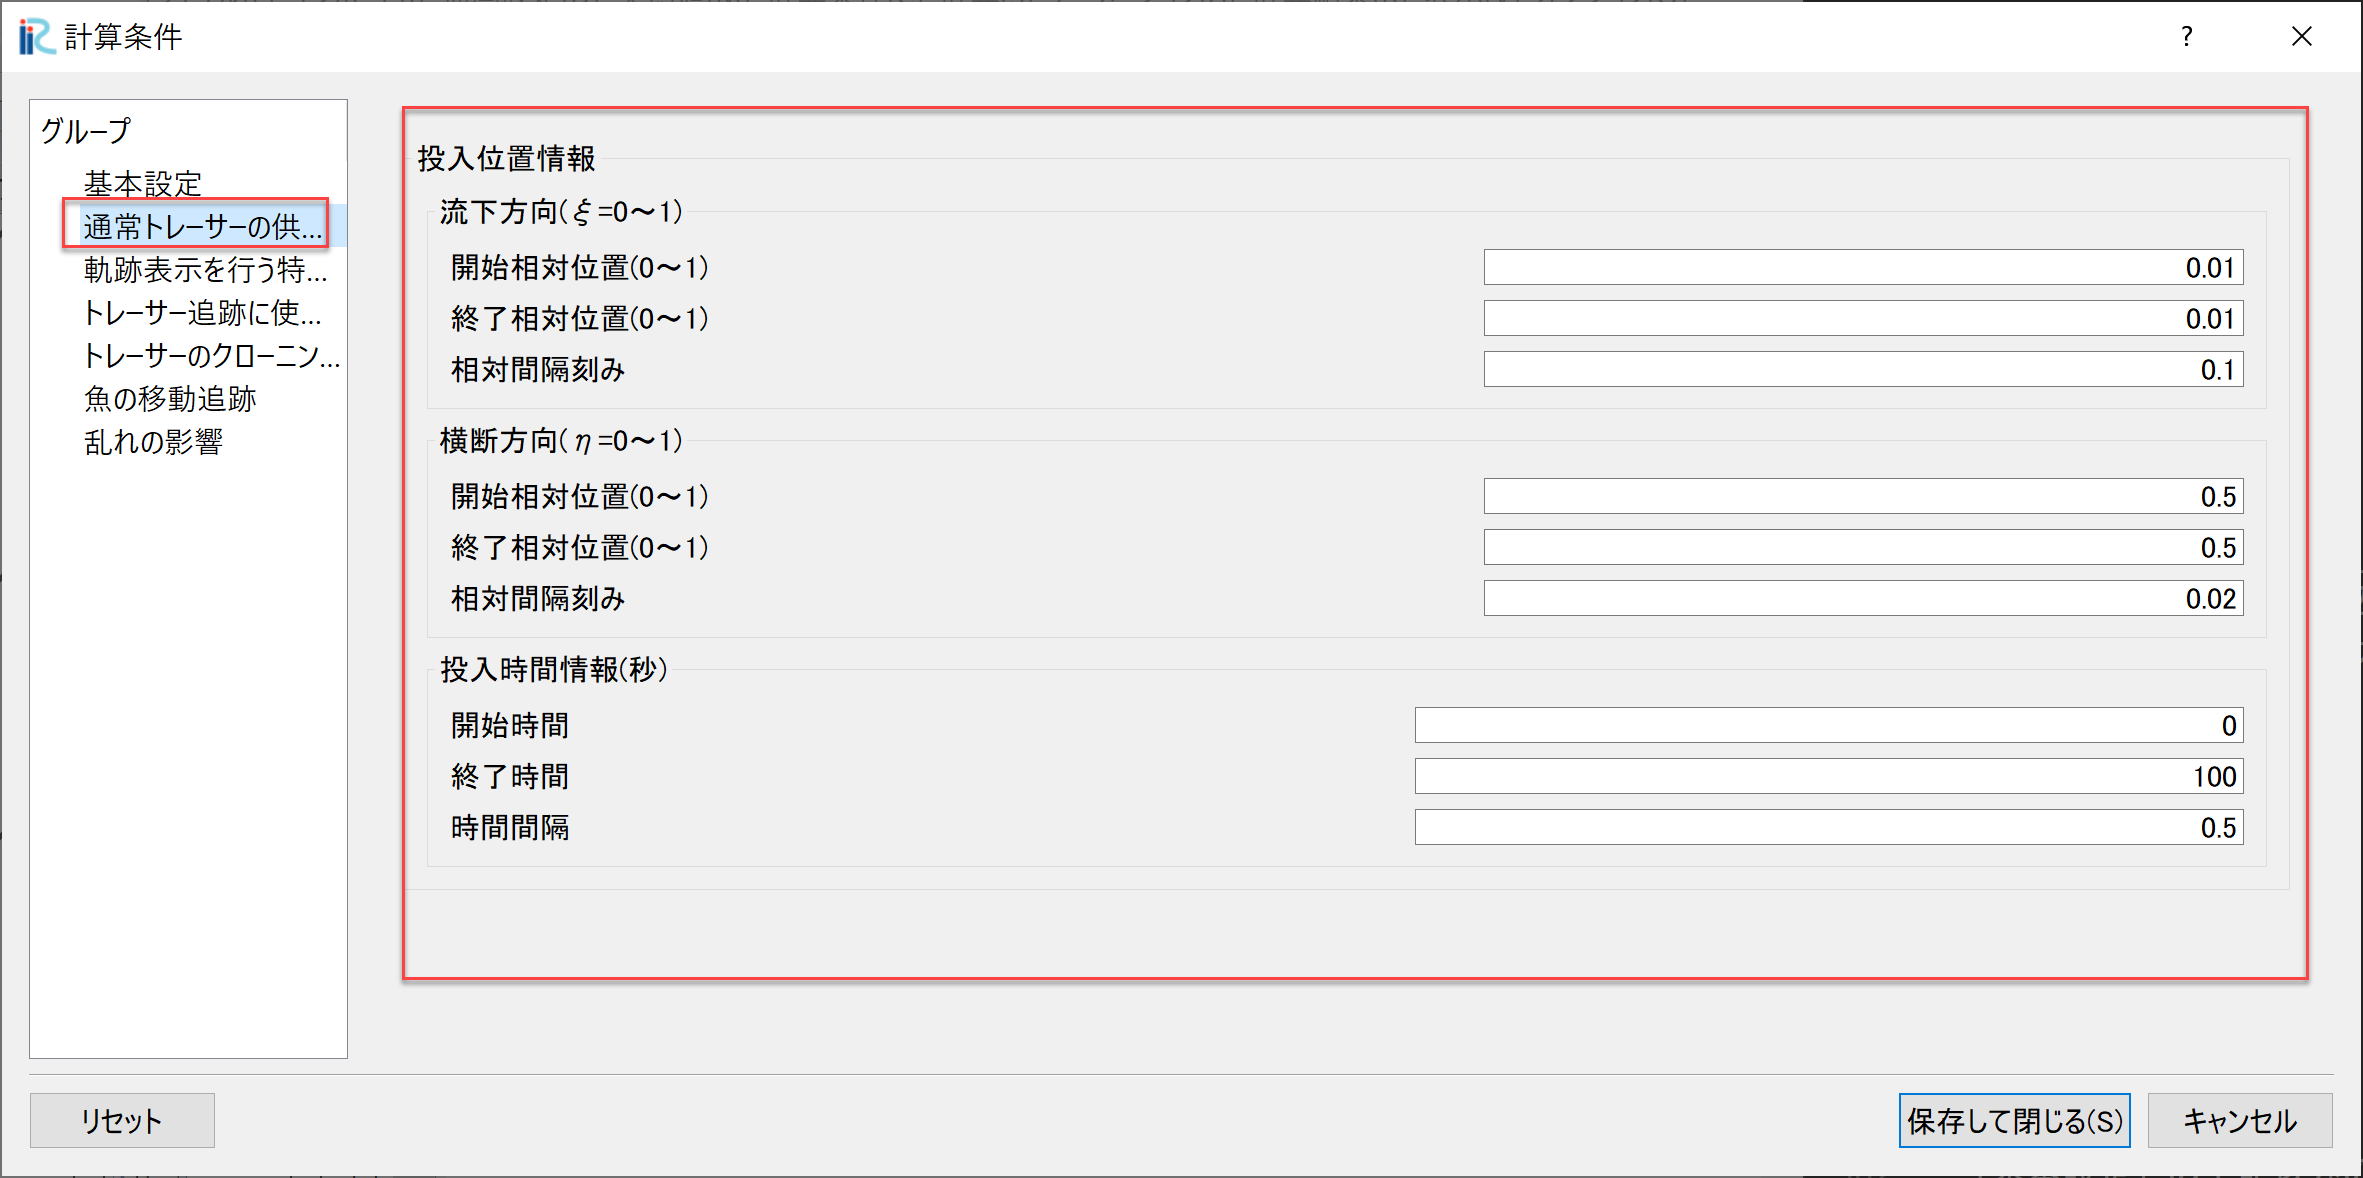 iRC 計算条件
?
グループ
基本設定
通常トレーサーの供...
軌跡表示を行う特...
トレーサー追跡に使...
トレーサーのクローニン...
魚の移動追跡
乱れの影響
投入位置情報
流下方向(ξ=0～1)
開始相対位置(0～1) 0.01
終了相対位置(0～1) 0.01
相対間隔刻み 0.1
横断方向(η=0～1)
開始相対位置(0～1) 0.5
終了相対位置(0～1) 0.5
相対間隔刻み 0.02
投入時間情報(秒)
開始時間 0
終了時間 100
時間間隔 0.5
リセット
保存して閉じる(S)
キャンセル